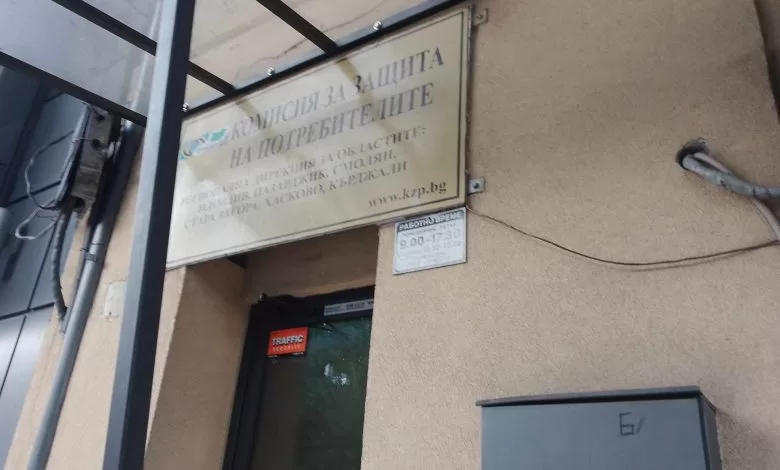 КОМИСИЯ ЗА ЗАЩИТА
НА ПОТРЕБИТЕЛИТЕ
РЕГИОНАЛНА ДИРЕКЦИЯ ЗА ОБЛАСТИТЕ:
ПЛОВДИВ, ПАЗАРДЖИК, СМОЛЯН,
СТАРА ЗАГОРА, ХАСКОВО, КЪРДЖАЛИ
www.kzp.bg
РАБОТНО ВРЕМЕ
9.00-17.30
TRAFFIC
SECURITY
Б/